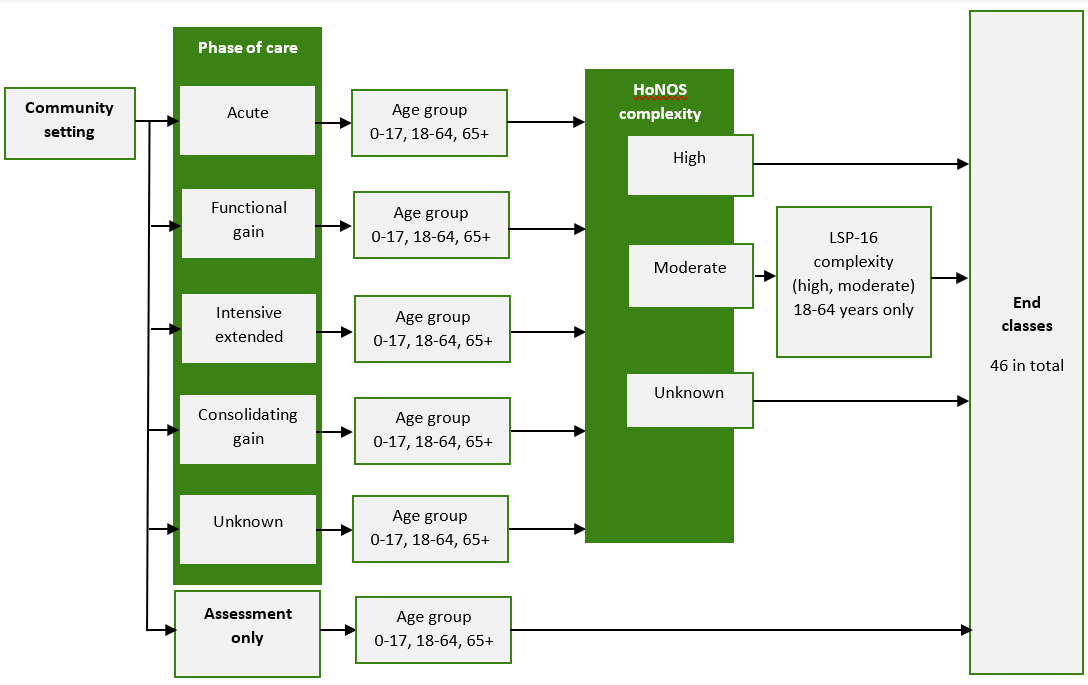 Community
setting
Phase of care
Acute
Age group
0-17, 18-64, 65+
Functional
gain
Age group
0-17, 18-64, 65+
Intensive
extended
Age group
0-17, 18-64, 65+
Consolidating
gain
Age group
0-17, 18-64, 65+
Unknown
Age group
0-17, 18-64, 65+
Assessment
only
Age group
0-17, 18-64, 65+
HoNOS
complexity
High
Moderate
Unknown
LSP-16
complexity
(high, moderate)
18-64 years only
End
classes
46 in total